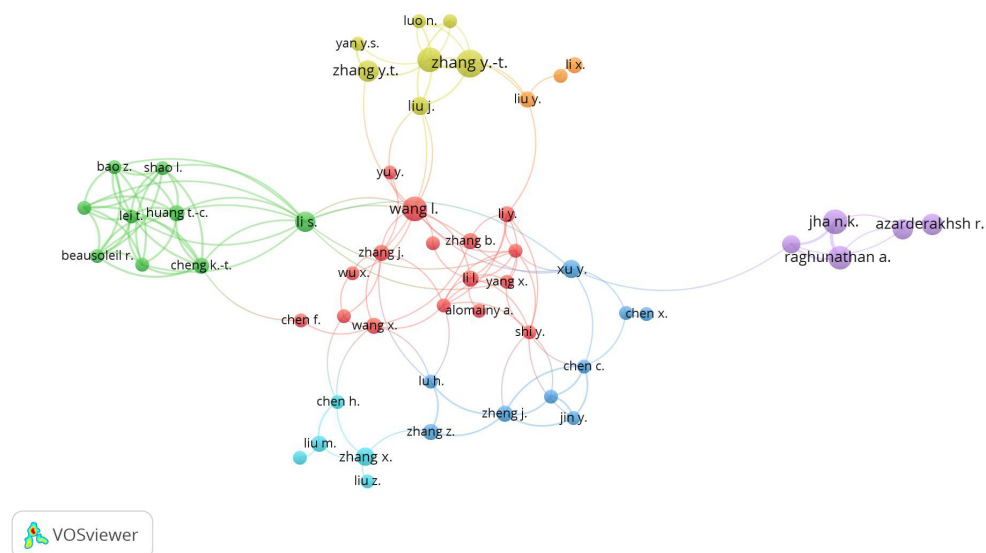 luo n.
yan y.s.
zhang y.t.
zhang y.-t.
li x.
liu y.
liu j.
bao z.
shao l.
yu y.
lei t.
huang t.-c.
li s.
wang l.
li y.
jha n.k.
azarderakhsh r.
beausoleil r.
cheng k.-t.
zhang j.
zhang b.
raghunathan a.
wu x.
li l.
yang x.
xu y.
chen f.
wang x.
alomainy a.
shi y.
chen x.
lu h.
chen c.
chen h.
zheng j.
jin y.
zhang z.
liu m.
zhang x.
liu z.
VOSviewer